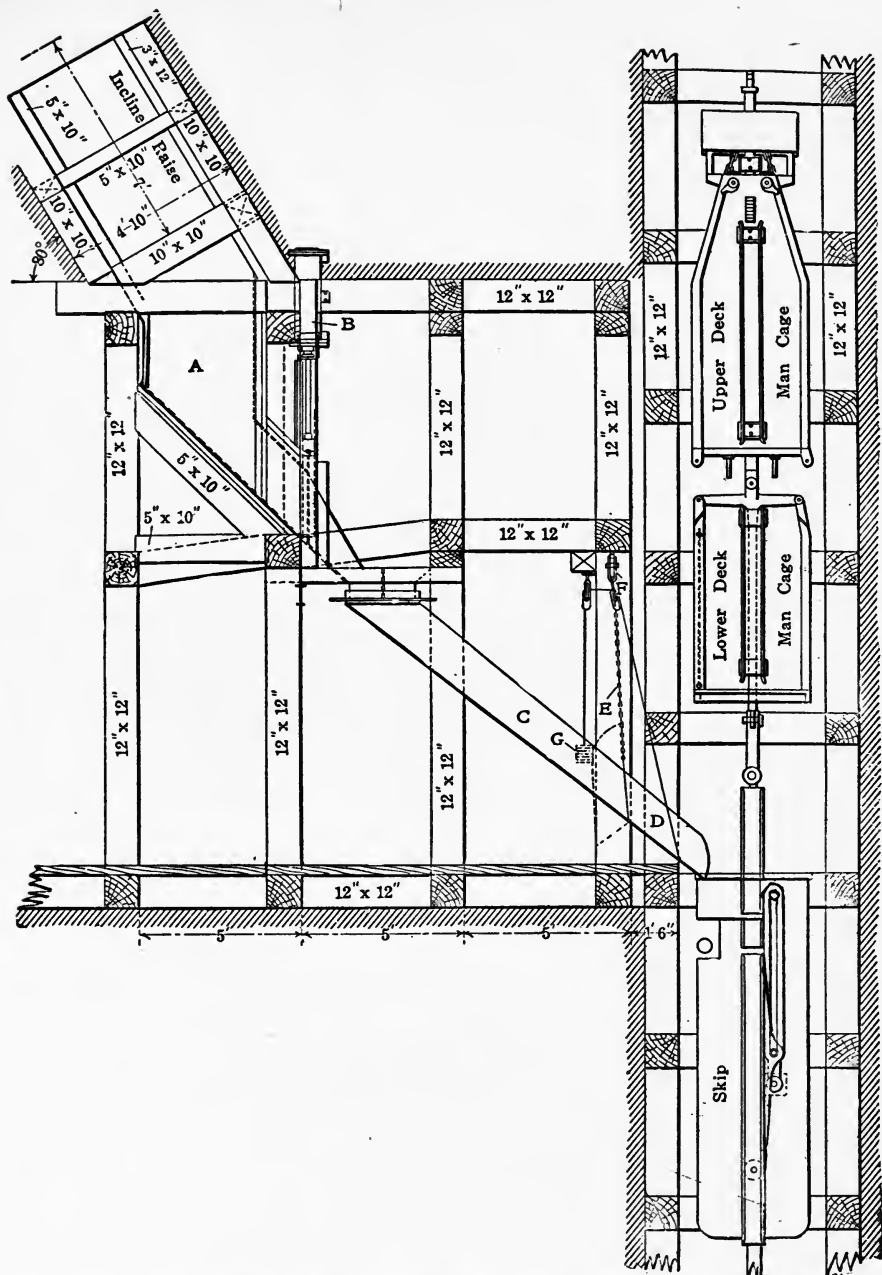 3" x 12"
Incline
5" x 10"
10" x 10"
5" x 10"
Raise
7'
4'-10"
10" x 10"
10" x 10"
80°
B
12" x 12"
A
12" x 12"
12" x 12"
12" x 12"
5" x 10"
5" x 10"
12" x 12"
12" x 12"
12" x 12"
12" x 12"
Upper Deck
Man Cage
Lower Deck
Man Cage
F
E
C
G
D
12" x 12"
12" x 12"
12" x 12"
12" x 12"
5'
5'
5'
1'6"
Skip